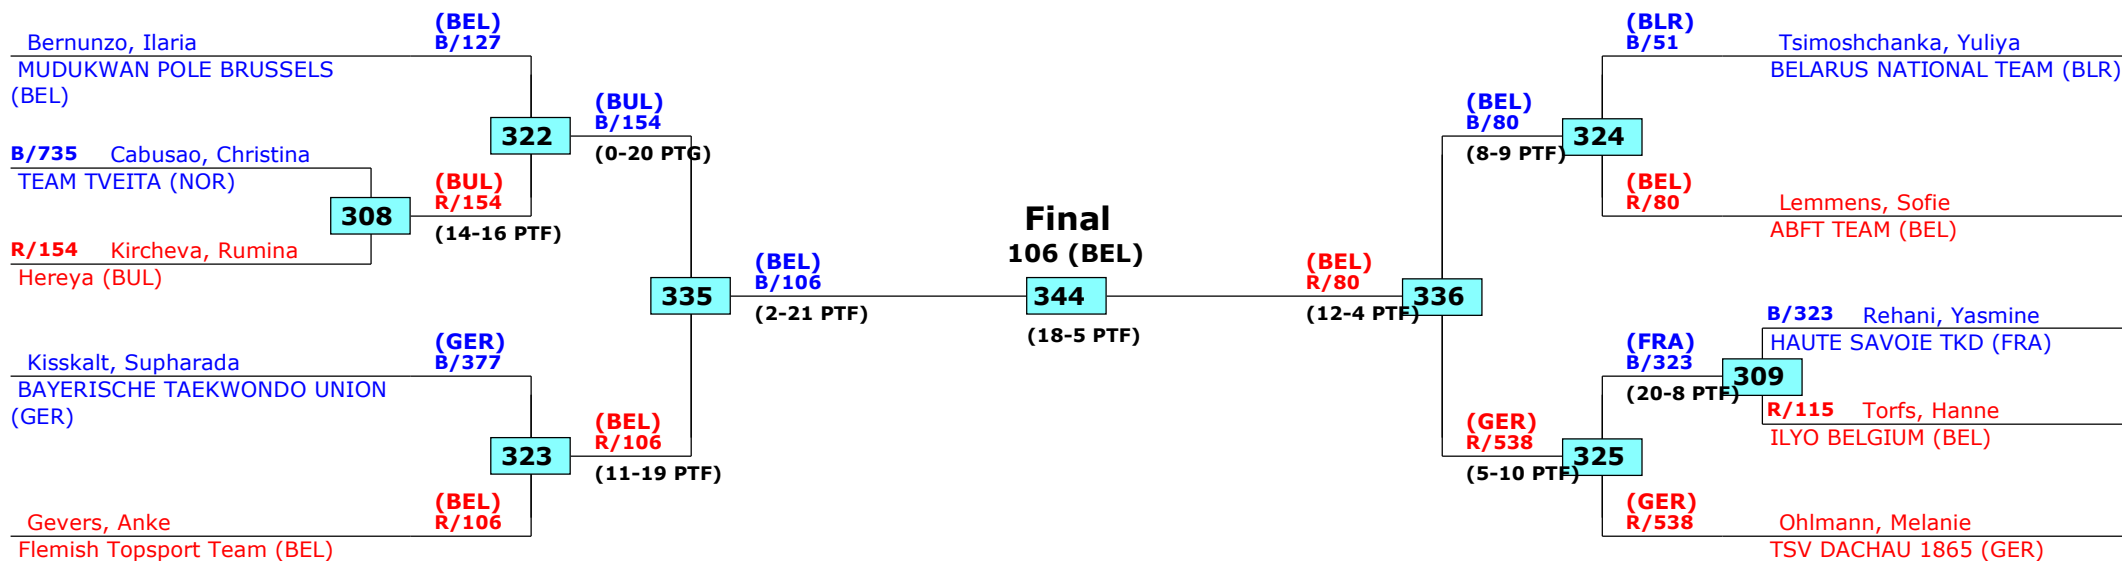 (BEL)
Bernunzo, Ilaria B/127
MUDUKWAN POLE BRUSSELS
(BEL)
322
(BUL)
B/154
(0-20 PTG)
B/735 Cabusao, Christina
TEAM TVEITA (NOR)
308
(BUL)
R/154
(14-16 PTF)
R/154 Kircheva, Rumina
Hereya (BUL)
335
(BEL)
B/106
(2-21 PTF)
(GER)
Kisskalt, Supharada B/377
BAYERISCHE TAEKWONDO UNION
(GER)
323
(BEL)
R/106
(11-19 PTF)
(BEL)
Gevers, Anke R/106
Flemish Topsport Team (BEL)
Final
106 (BEL)
344
(18-5 PTF)
(BEL)
R/80
(12-4 PTF)
336
(BLR)
B/51 Tsimoshchanka, Yuliya
BELARUS NATIONAL TEAM (BLR)
(BEL)
B/80
(8-9 PTF)
324
(BEL)
R/80 Lemmens, Sofie
ABFT TEAM (BEL)
B/323 Rehani, Yasmine
HAUTE SAVOIE TKD (FRA)
(FRA)
B/323
(20-8 PTF)
309
R/115 Torfs, Hanne
ILYO BELGIUM (BEL)
(GER)
R/538
(5-10 PTF)
325
(GER)
R/538 Ohlmann, Melanie
TSV DACHAU 1865 (GER)